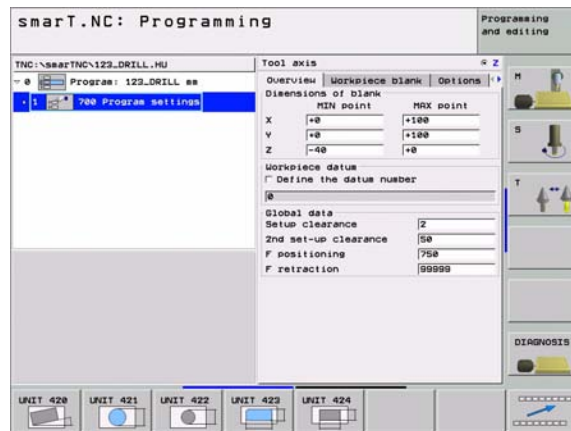 smarT.NC: Programming
Programming and editing
TNC:\smarTNC\123_DRILL.HU
0 Program: 123_DRILL mm
1 700 Program settings
Tool axis Z
Overview Workpiece blank Options
Dimensions of blank
MIN point MAX point
X +0 +100
Y +0 +100
Z -40 +0
Workpiece datum
Define the datum number
0
Global data
Setup clearance 2
2nd set-up clearance 50
F positioning 750
F retraction 99999
M
S
T
DIAGNOSIS
UNIT 420 UNIT 421 UNIT 422 UNIT 423 UNIT 424